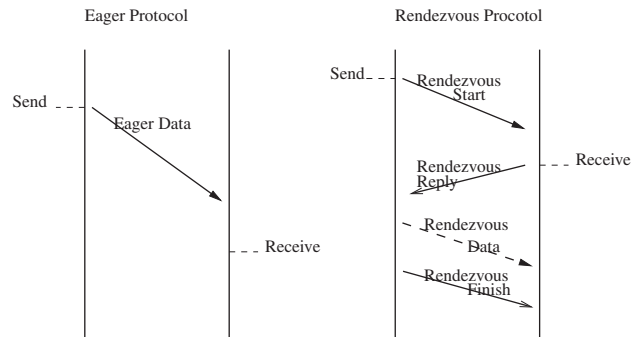 Eager Protocol
Send
Eager Data
Receive
Rendezvous Procotol
Send
Rendezvous
Start
Receive
Rendezvous
Reply
Rendezvous
Data
Rendezvous
Finish